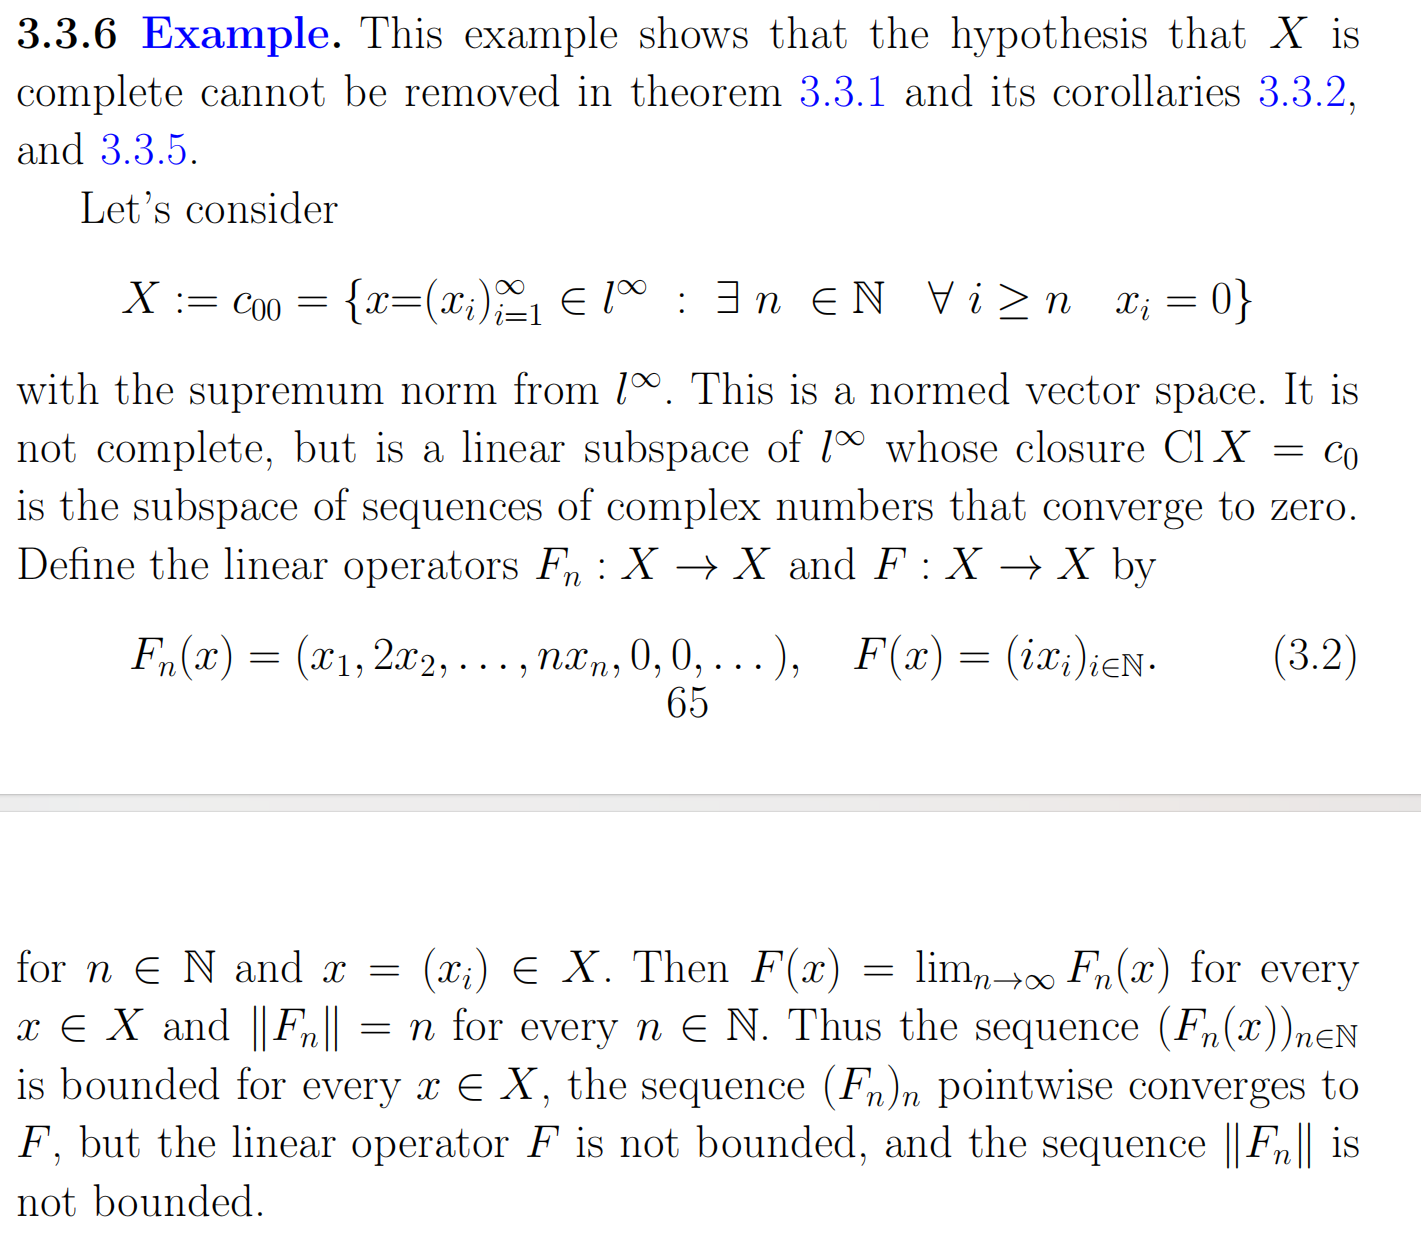 3.3.6 Example. This example shows that the hypothesis that X is
complete cannot be removed in theorem 3.3.1 and its corollaries 3.3.2,
and 3.3.5.
Let's consider
X := c₀₀ = {x=(xᵢ)ᵢ₌₁^∞ ∈ l^∞ : ∃ n ∈ ℕ ∀ i ≥ n xᵢ = 0}
with the supremum norm from l^∞. This is a normed vector space. It is
not complete, but is a linear subspace of l^∞ whose closure Cl X = c₀
is the subspace of sequences of complex numbers that converge to zero.
Define the linear operators Fₙ : X → X and F : X → X by
Fₙ(x) = (x₁, 2x₂, . . . , nxₙ, 0, 0, . . . ), F(x) = (ixᵢ)_{i∈ℕ}. (3.2)
65
for n ∈ ℕ and x = (xᵢ) ∈ X. Then F(x) = lim_{n→∞} Fₙ(x) for every
x ∈ X and ‖Fₙ‖ = n for every n ∈ ℕ. Thus the sequence (Fₙ(x))_{n∈ℕ}
is bounded for every x ∈ X, the sequence (Fₙ)ₙ pointwise converges to
F, but the linear operator F is not bounded, and the sequence ‖Fₙ‖ is
not bounded.